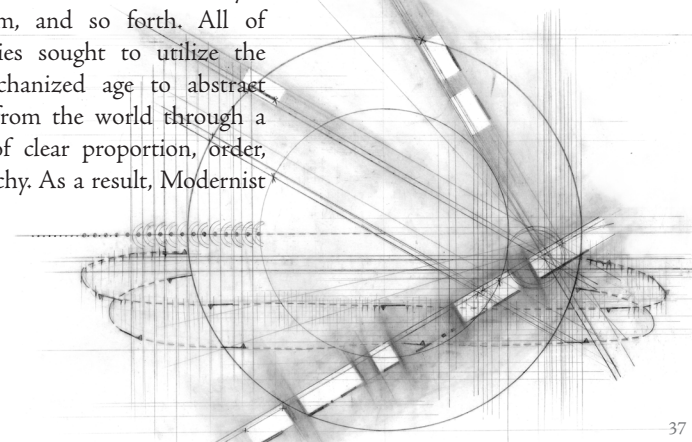 m, and so forth. All of
ies sought to utilize the
chanized age to abstract
from the world through a
of clear proportion, order,
chy. As a result, Modernist
37